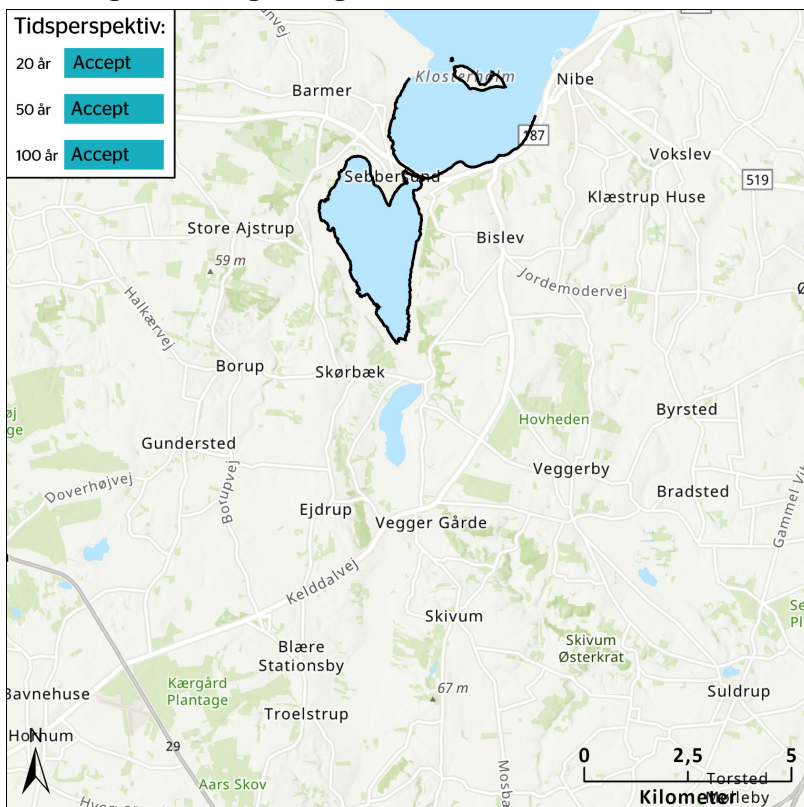 Tidsperspektiv:
20 år Accept
50 år Accept
100 år Accept
Klosterholm
Nibe
Barmer
187
Vokslev
519
Sebbersund
Klæstrup Huse
Store Ajstrup
Bislev
59 m
Jordemodervej
Halkærvej
Borup
Skørbæk
Byrsted
Hovheden
Gundersted
Veggerby
Doverhøjvej
Botupvej
Bradsted
Ejdrup
Vegger Gårde
Kelddalvej
Skivum
Blære
Stationsby
Skivum
Østerkrat
Kærgård
Plantage
67 m
Suldrup
Troelstrup
N
29
Aars Skov
0 2,5 5
Kilometer
Torsted